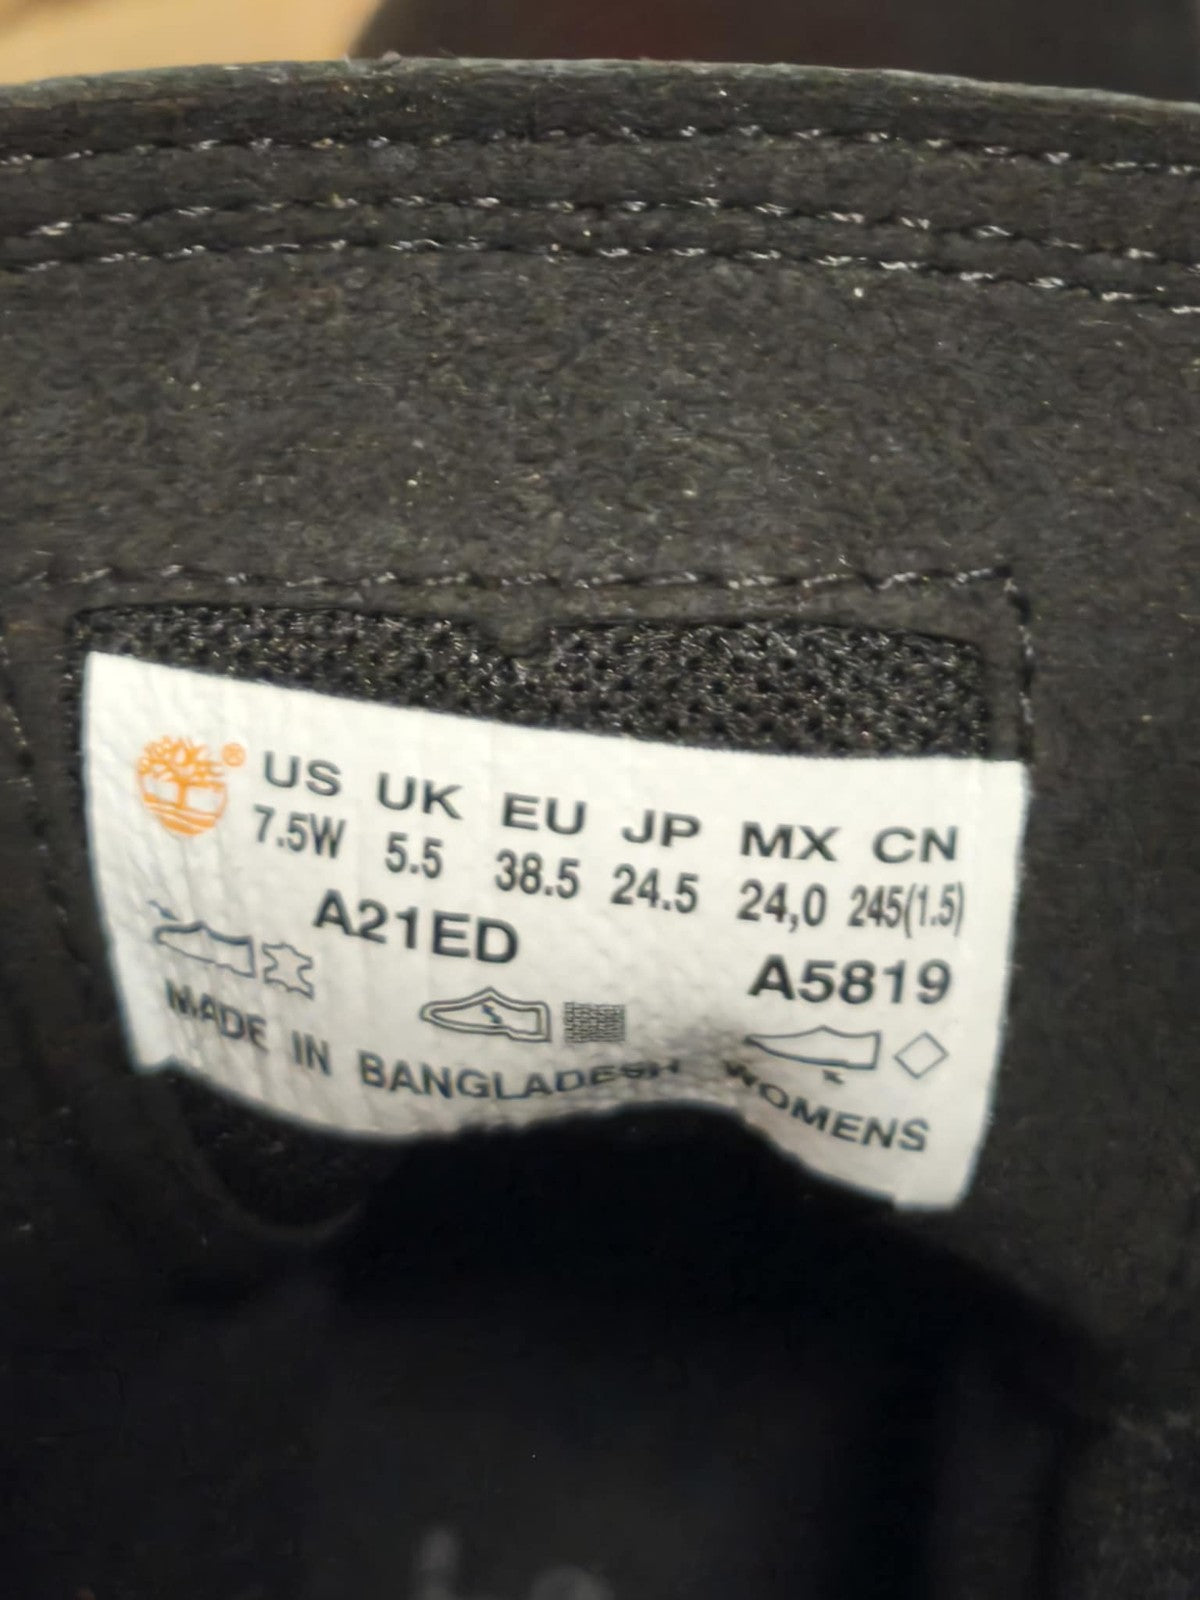 ® US UK EU JP MX CN
7.5W 5.5 38.5 24.5 24,0 245(1.5)
A21ED A5819
MADE IN BANGLADESH WOMENS